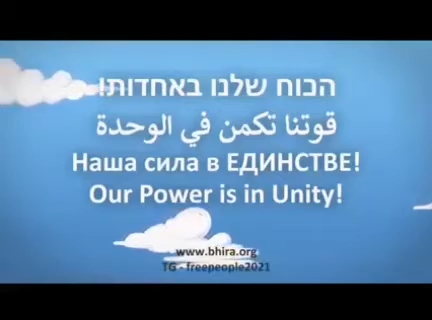 הכוח שלנו באחדותו!
قوتنا تكمن في الوحدة
Наша сила в ЕДИНСТВЕ!
Our Power is in Unity!
www.bhira.org
TG - freepeople2021